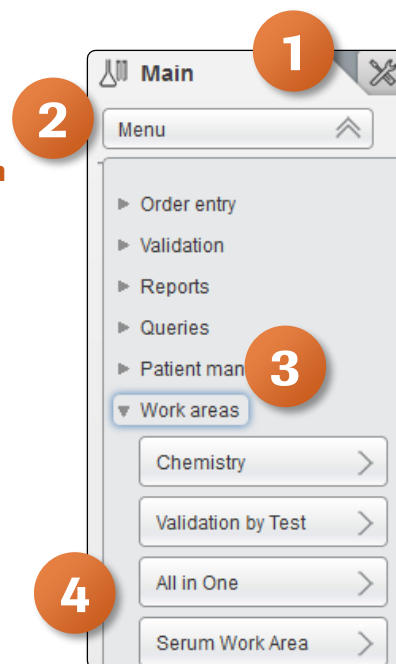 1
Main
2
Menu
Order entry
Validation
Reports
Queries
Patient man
3
Work areas
Chemistry
Validation by Test
All in One
4
Serum Work Area